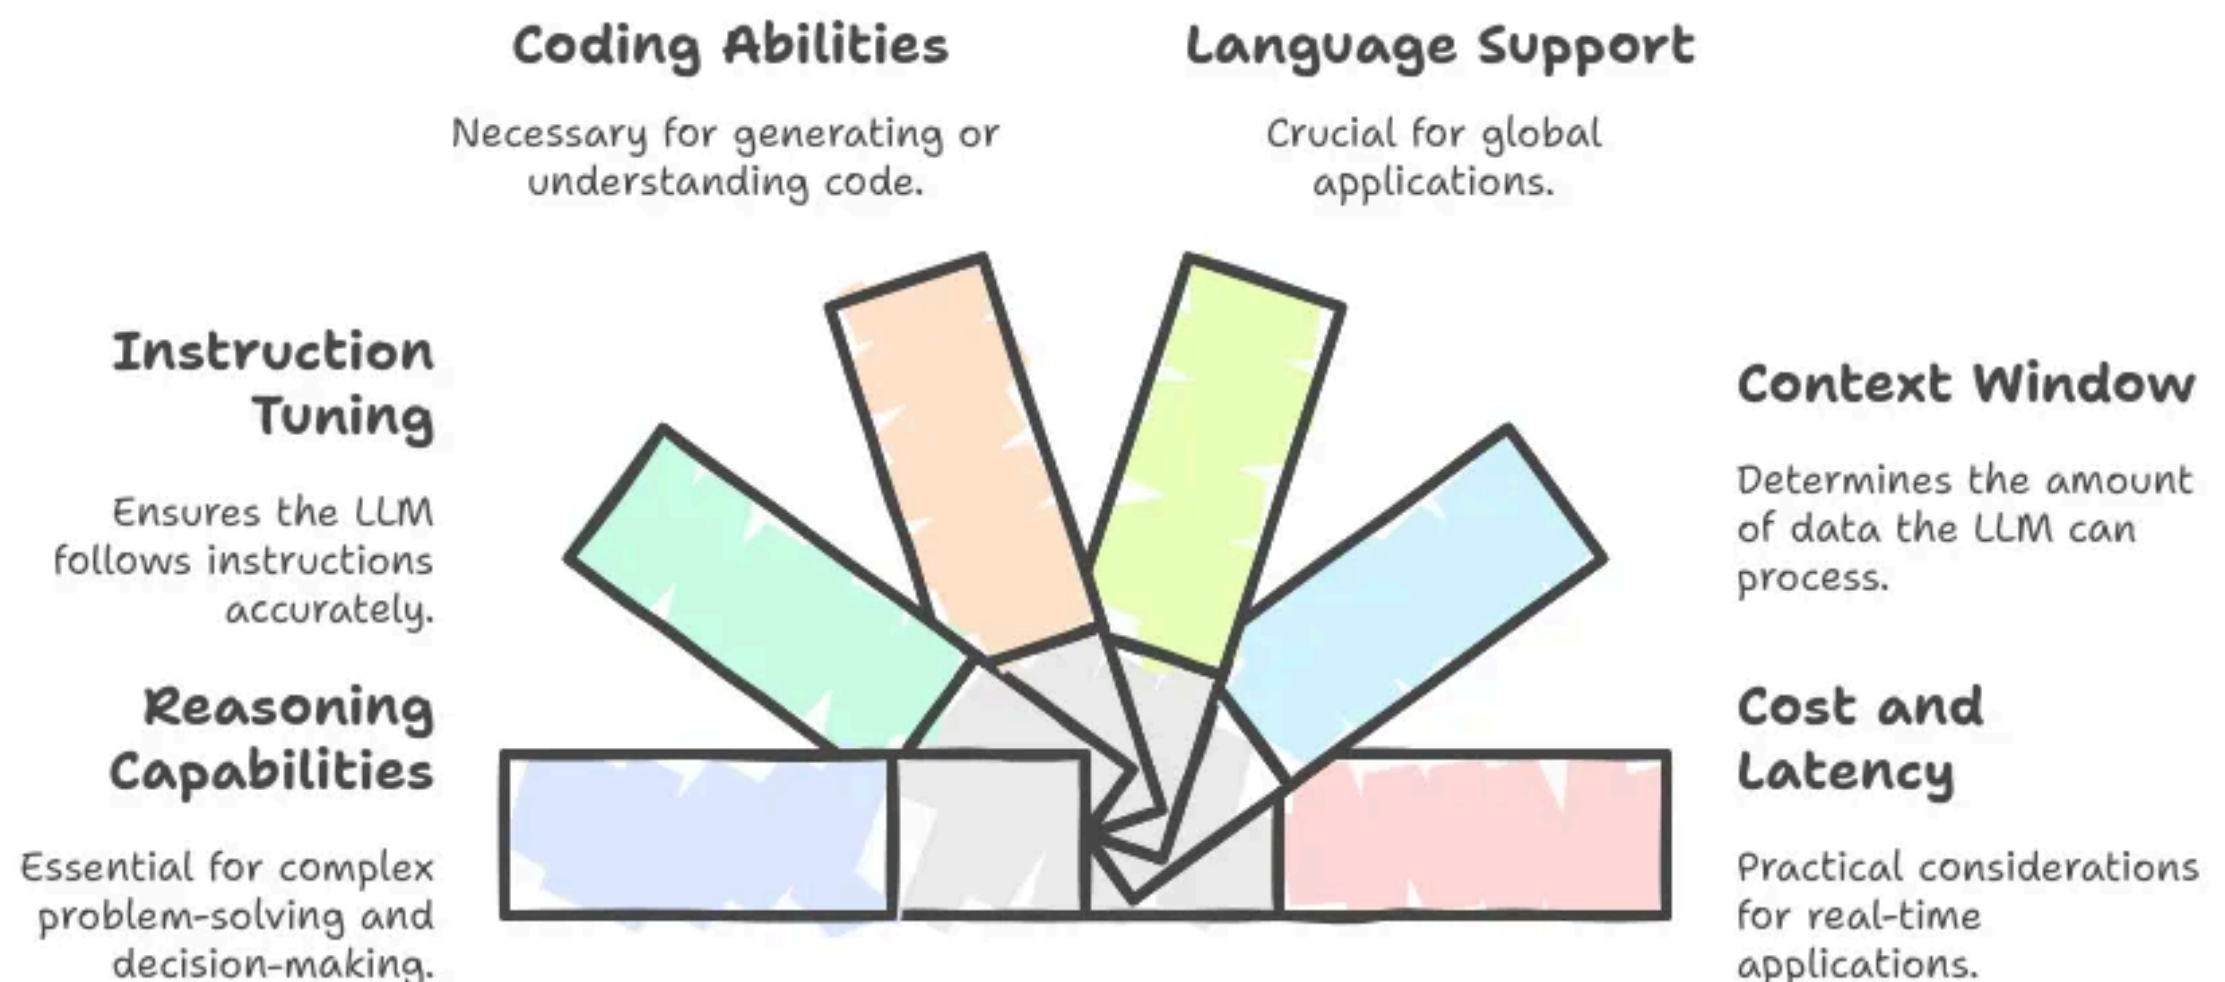 Coding Abilities
Necessary for generating or
understanding code.
Language Support
Crucial for global
applications.
Instruction
Tuning
Ensures the LLM
follows instructions
accurately.
Context Window
Determines the amount
of data the LLM can
process.
Reasoning
Capabilities
Essential for complex
problem-solving and
decision-making.
Cost and
Latency
Practical considerations
for real-time
applications.